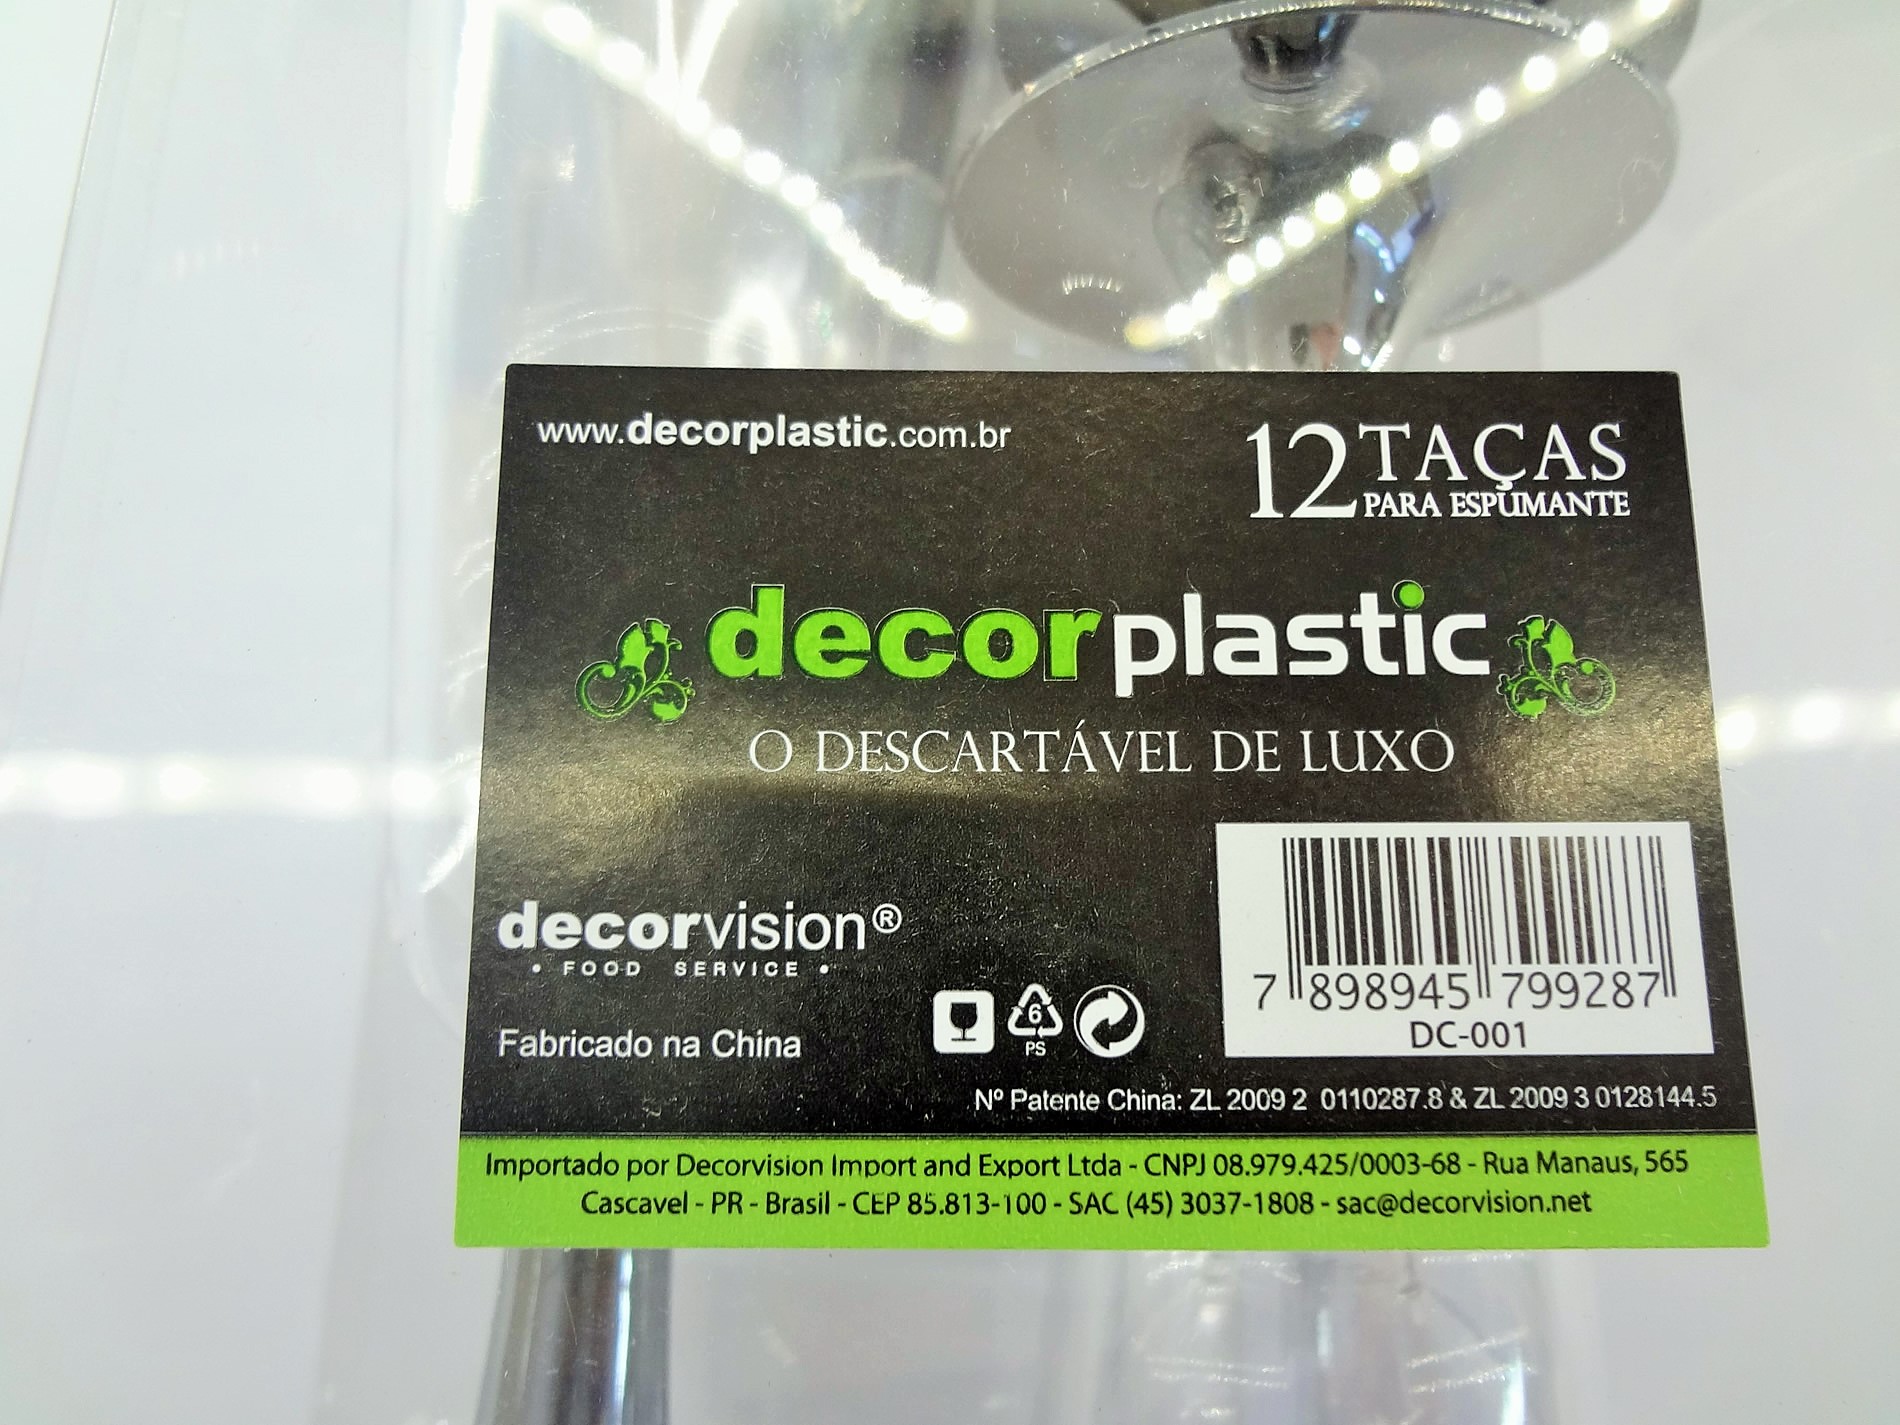 www.decorplastic.com.br
12 TAÇAS
PARA ESPUMANTE
decorplastic
O DESCARTÁVEL DE LUXO
decorvision®
• FOOD SERVICE •
Fabricado na China
6
PS
7 898945 799287
DC-001
Nº Patente China: ZL 2009 2 0110287.8 & ZL 2009 3 0128144.5
Importado por Decorvision Import and Export Ltda - CNPJ 08.979.425/0003-68 - Rua Manaus, 565
Cascavel - PR - Brasil - CEP 85.813-100 - SAC (45) 3037-1808 - sac@decorvision.net